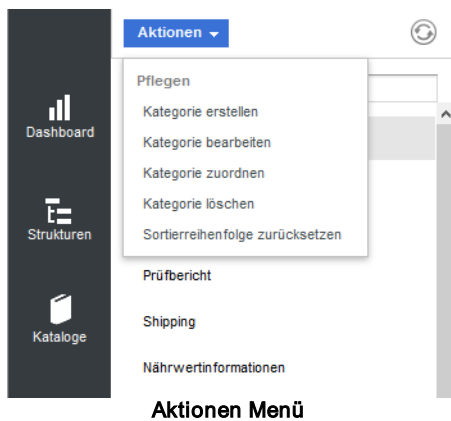 Aktionen
Pflegen
Kategorie erstellen
Kategorie bearbeiten
Kategorie zuordnen
Kategorie löschen
Sortierreihenfolge zurücksetzen
Dashboard
Strukturen
Kataloge
Prüfbericht
Shipping
Nährwertinformationen
Aktionen Menü